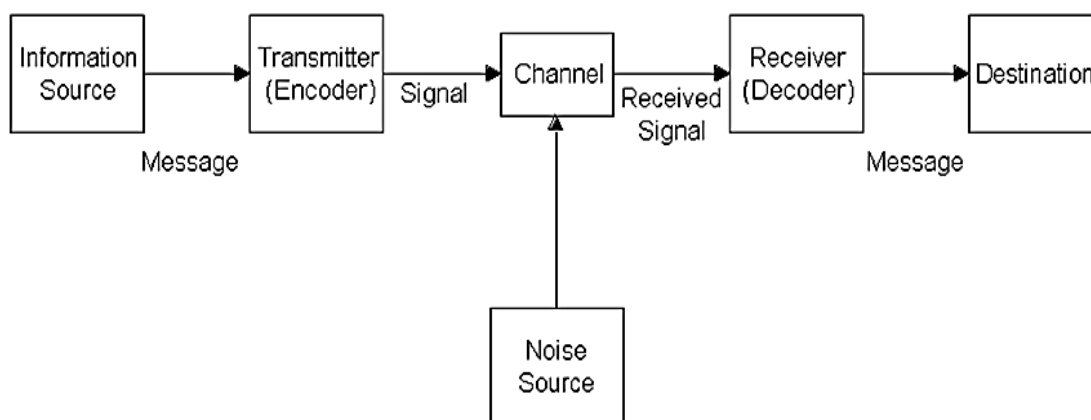 Information
Source
Message
Transmitter
(Encoder)
Signal
Channel
Received
Signal
Receiver
(Decoder)
Message
Destination
Noise
Source